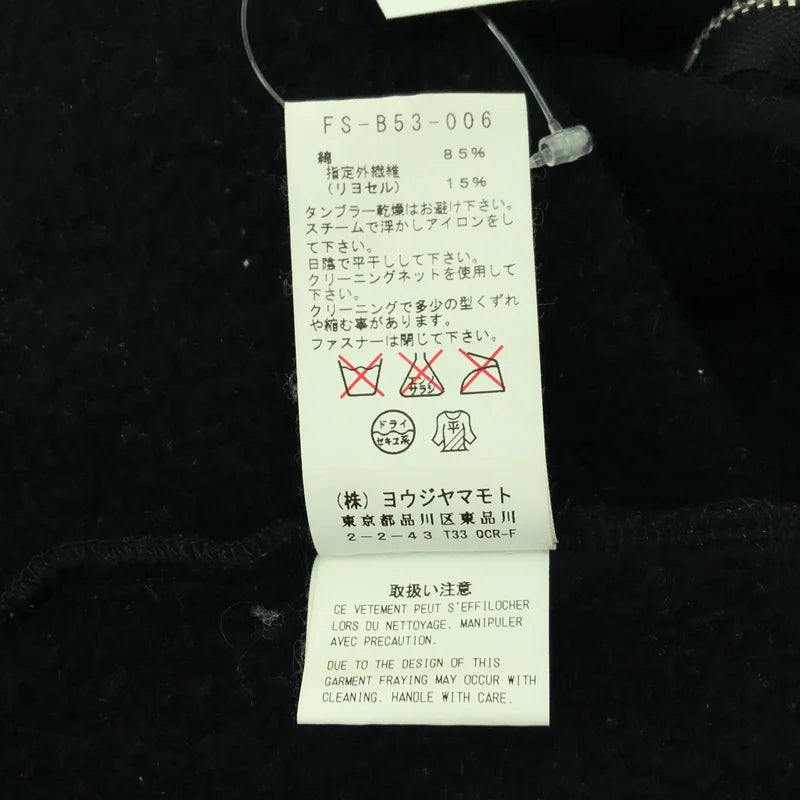 FS-B53-006
綿 85%
指定外繊維
(リヨセル) 15%
タンブラー乾燥はお避け下さい。
スチームで浮かしアイロンをし
て下さい。
日陰で平干しして下さい。
クリーニングネットを使用して
下さい。
クリーニングで多少の型くずれ
や縮む事があります。
ファスナーは閉じて下さい。
エンソ
サラシ
ドライ
セキユ系
平
(株) ヨウジヤマモト
東京都品川区東品川
2-2-43 T33 QCR-F
取扱い注意
CE VETEMENT PEUT S'EFFILOCHER
LORS DU NETTOYAGE. MANIPULER
AVEC PRECAUTION.
DUE TO THE DESIGN OF THIS
GARMENT FRAYING MAY OCCUR WITH
CLEANING. HANDLE WITH CARE.